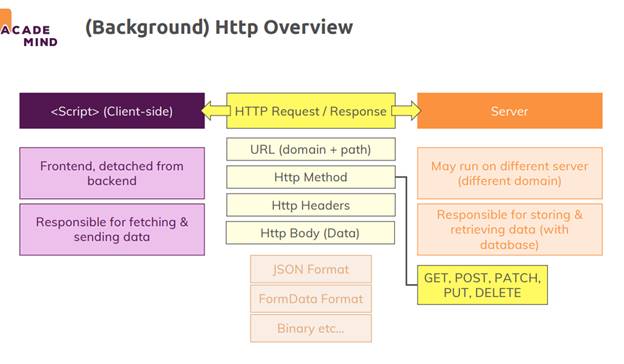 ACADE
MIND
(Background) Http Overview
<Script> (Client-side)
HTTP Request / Response
Server
Frontend, detached from
backend
Responsible for fetching &
sending data
URL (domain + path)
Http Method
Http Headers
Http Body (Data)
JSON Format
FormData Format
Binary etc...
May run on different server
(different domain)
Responsible for storing &
retrieving data (with
database)
GET, POST, PATCH,
PUT, DELETE